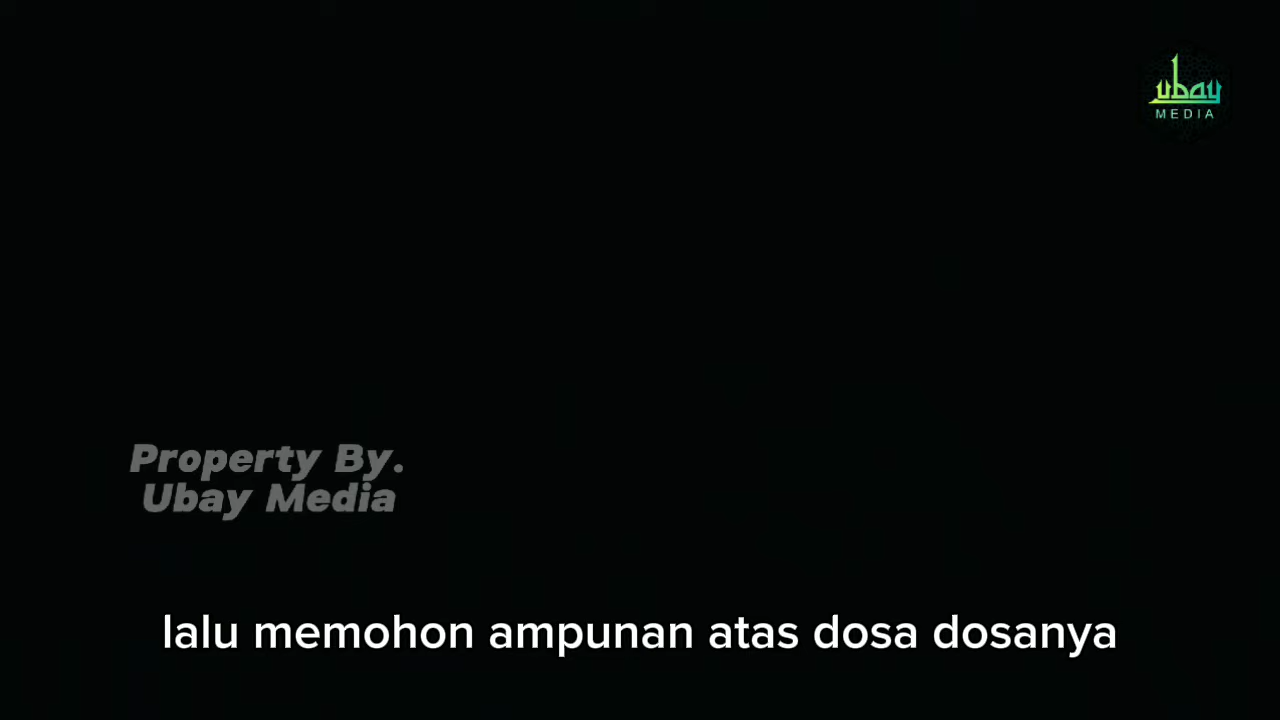 ubay
MEDIA
Property By.
Ubay Media
lalu memohon ampunan atas dosa dosanya